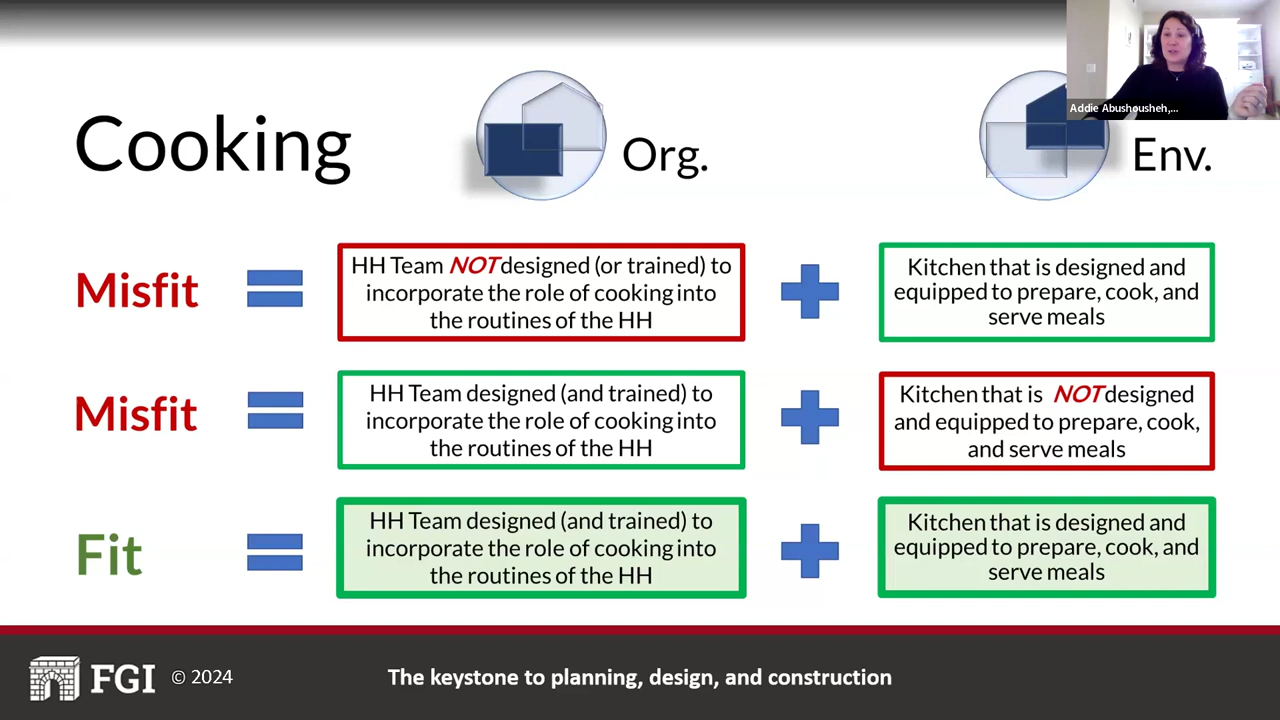 Addie Abushousheh,...
Cooking
Org.
Env.
Misfit
HH Team NOT designed (or trained) to
incorporate the role of cooking into
the routines of the HH
Kitchen that is designed and
equipped to prepare, cook, and
serve meals
Misfit
HH Team designed (and trained) to
incorporate the role of cooking into
the routines of the HH
Kitchen that is NOT designed
and equipped to prepare, cook,
and serve meals
Fit
HH Team designed (and trained) to
incorporate the role of cooking into
the routines of the HH
Kitchen that is designed and
equipped to prepare, cook, and
serve meals
FGI © 2024
The keystone to planning, design, and construction